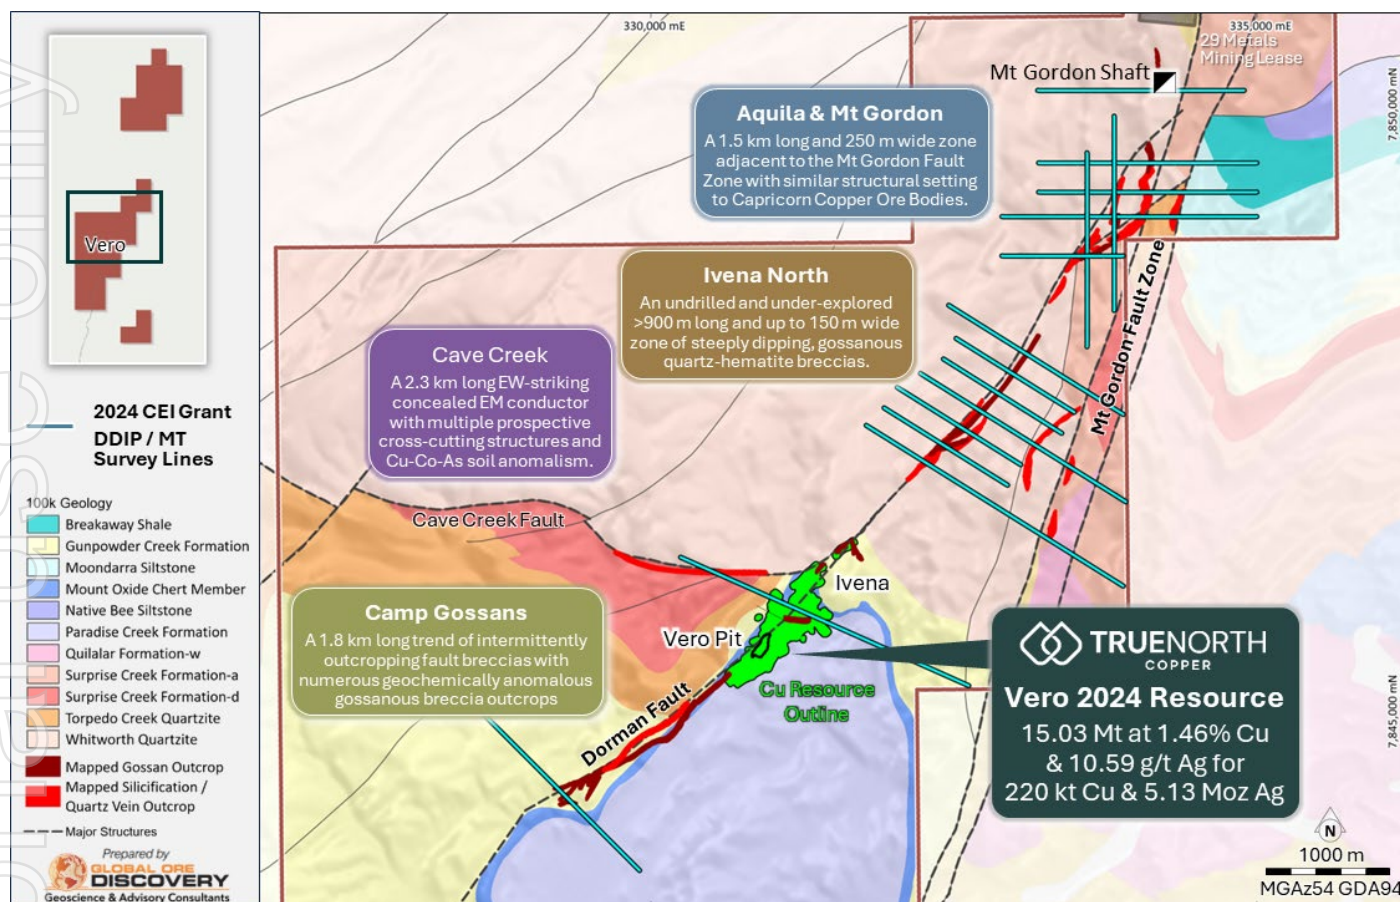 330,000 mE
335,000 mE
29 Metals
Mining Lease
7,850,000 mN
Mt Gordon Shaft
Aquila & Mt Gordon
A 1.5 km long and 250 m wide zone
adjacent to the Mt Gordon Fault
Zone with similar structural setting
to Capricorn Copper Ore Bodies.
Vero
Ivena North
An undrilled and under-explored
>900 m long and up to 150 m wide
zone of steeply dipping, gossanous
quartz-hematite breccias.
Mt Gordon Fault Zone
Cave Creek
A 2.3 km long EW-striking
concealed EM conductor
with multiple prospective
cross-cutting structures and
Cu-Co-As soil anomalism.
2024 CEI Grant
DDIP / MT
Survey Lines
100k Geology
Breakaway Shale
Gunpowder Creek Formation
Moondarra Siltstone
Mount Oxide Chert Member
Native Bee Siltstone
Paradise Creek Formation
Quilalar Formation-w
Surprise Creek Formation-a
Surprise Creek Formation-d
Torpedo Creek Quartzite
Whitworth Quartzite
Mapped Gossan Outcrop
Mapped Silicification /
Quartz Vein Outcrop
Major Structures
Prepared by
GLOBAL ORE
DISCOVERY
Geoscience & Advisory Consultants
Cave Creek Fault
Ivena
Camp Gossans
A 1.8 km long trend of intermittently
outcropping fault breccias with
numerous geochemically anomalous
gossanous breccia outcrops
Vero Pit
Cu Resource
Outline
Dorman Fault
TRUENORTH
COPPER
Vero 2024 Resource
15.03 Mt at 1.46% Cu
& 10.59 g/t Ag for
220 kt Cu & 5.13 Moz Ag
7,845,000 mN
N
1000 m
MGAz54 GDA94